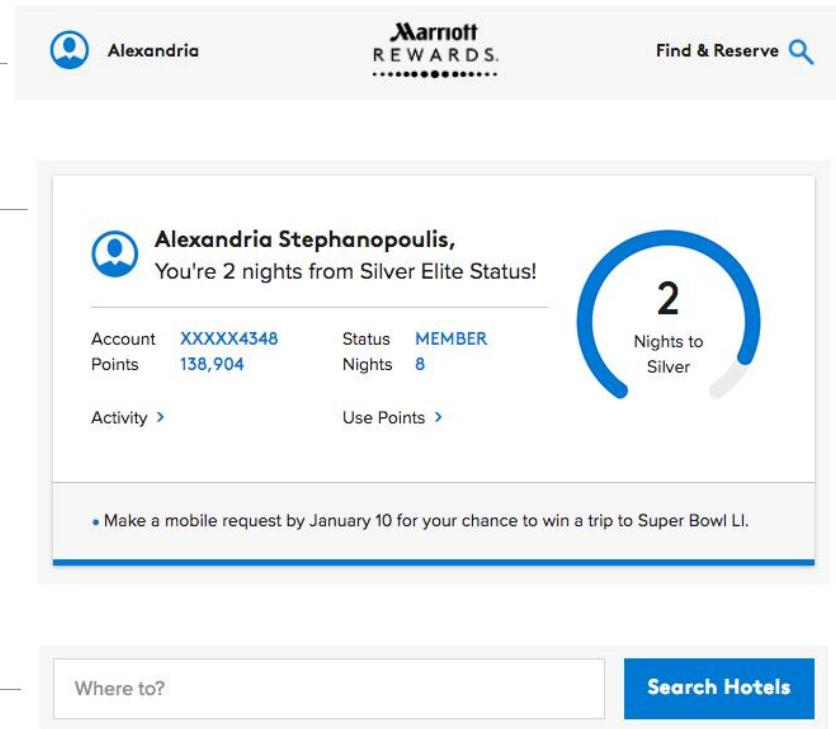 Alexandria
Marriott
REWARDS.
Find & Reserve
Alexandria Stephanopoulis,
You're 2 nights from Silver Elite Status!
Account XXXXX4348 Status MEMBER
Points 138,904 Nights 8
Activity > Use Points >
2
Nights to
Silver
• Make a mobile request by January 10 for your chance to win a trip to Super Bowl LI.
Where to?
Search Hotels